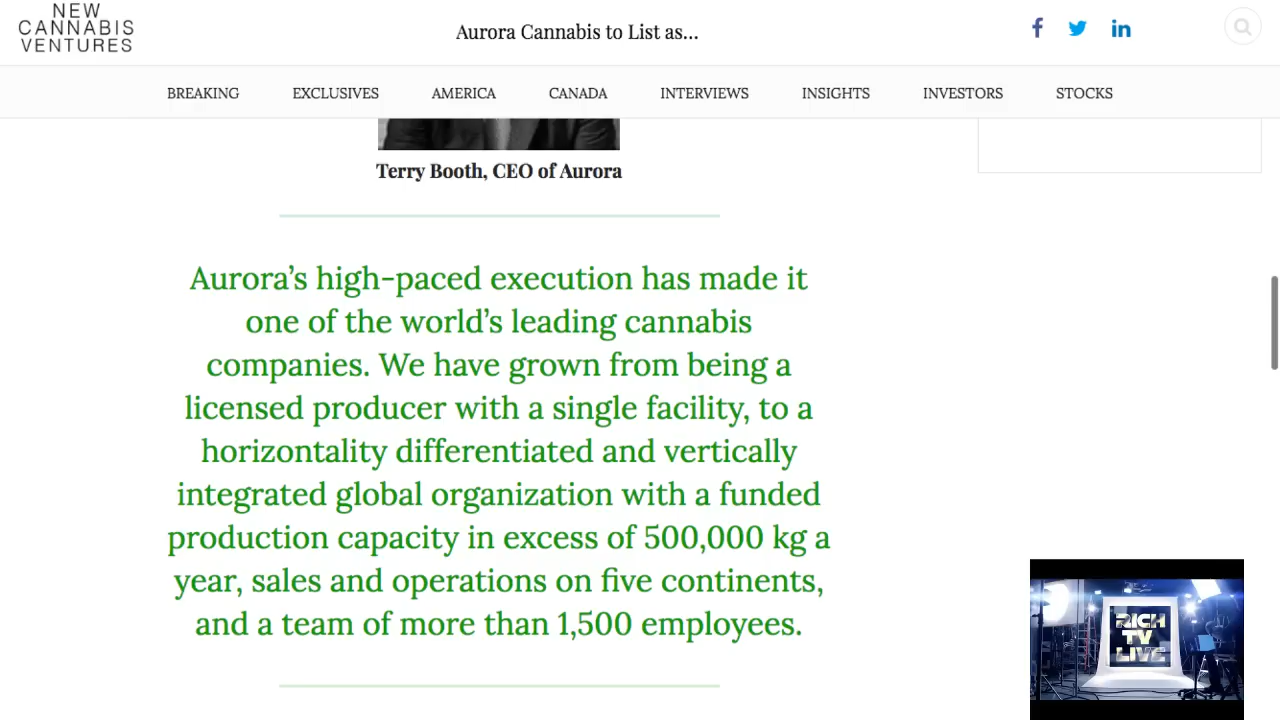 NEW
CANNABIS
VENTURES
Aurora Cannabis to List as...
BREAKING
EXCLUSIVES
AMERICA
CANADA
INTERVIEWS
INSIGHTS
INVESTORS
STOCKS
Terry Booth, CEO of Aurora
Aurora’s high-paced execution has made it
one of the world’s leading cannabis
companies. We have grown from being a
licensed producer with a single facility, to a
horizontality differentiated and vertically
integrated global organization with a funded
production capacity in excess of 500,000 kg a
year, sales and operations on five continents,
and a team of more than 1,500 employees.
RICH
TV
LIVE